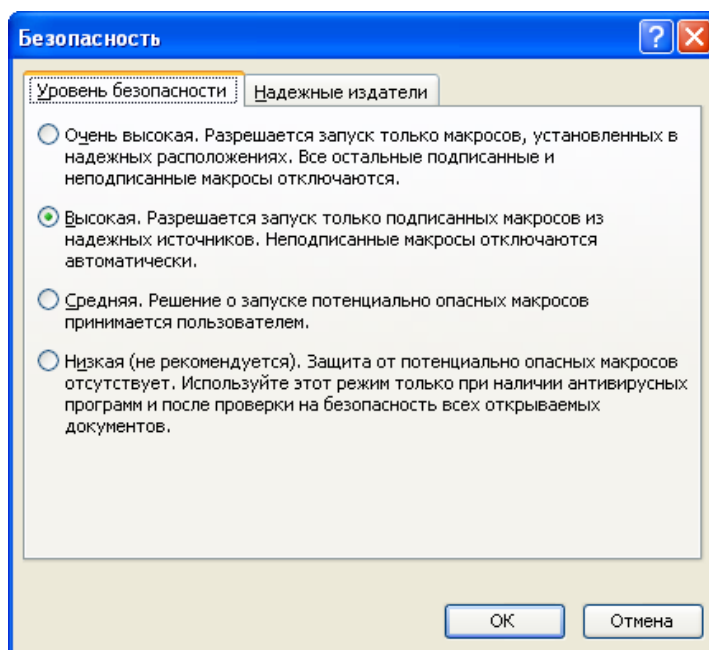 Безопасность
Уровень безопасности
Надежные издатели
Очень высокая. Разрешается запуск только макросов, установленных в
надежных расположениях. Все остальные подписанные и
неподписанные макросы отключаются.
Высокая. Разрешается запуск только подписанных макросов из
надежных источников. Неподписанные макросы отключаются
автоматически.
Средняя. Решение о запуске потенциально опасных макросов
принимается пользователем.
Низкая (не рекомендуется). Защита от потенциально опасных макросов
отсутствует. Используйте этот режим только при наличии антивирусных
программ и после проверки на безопасность всех открываемых
документов.
ОК
Отмена